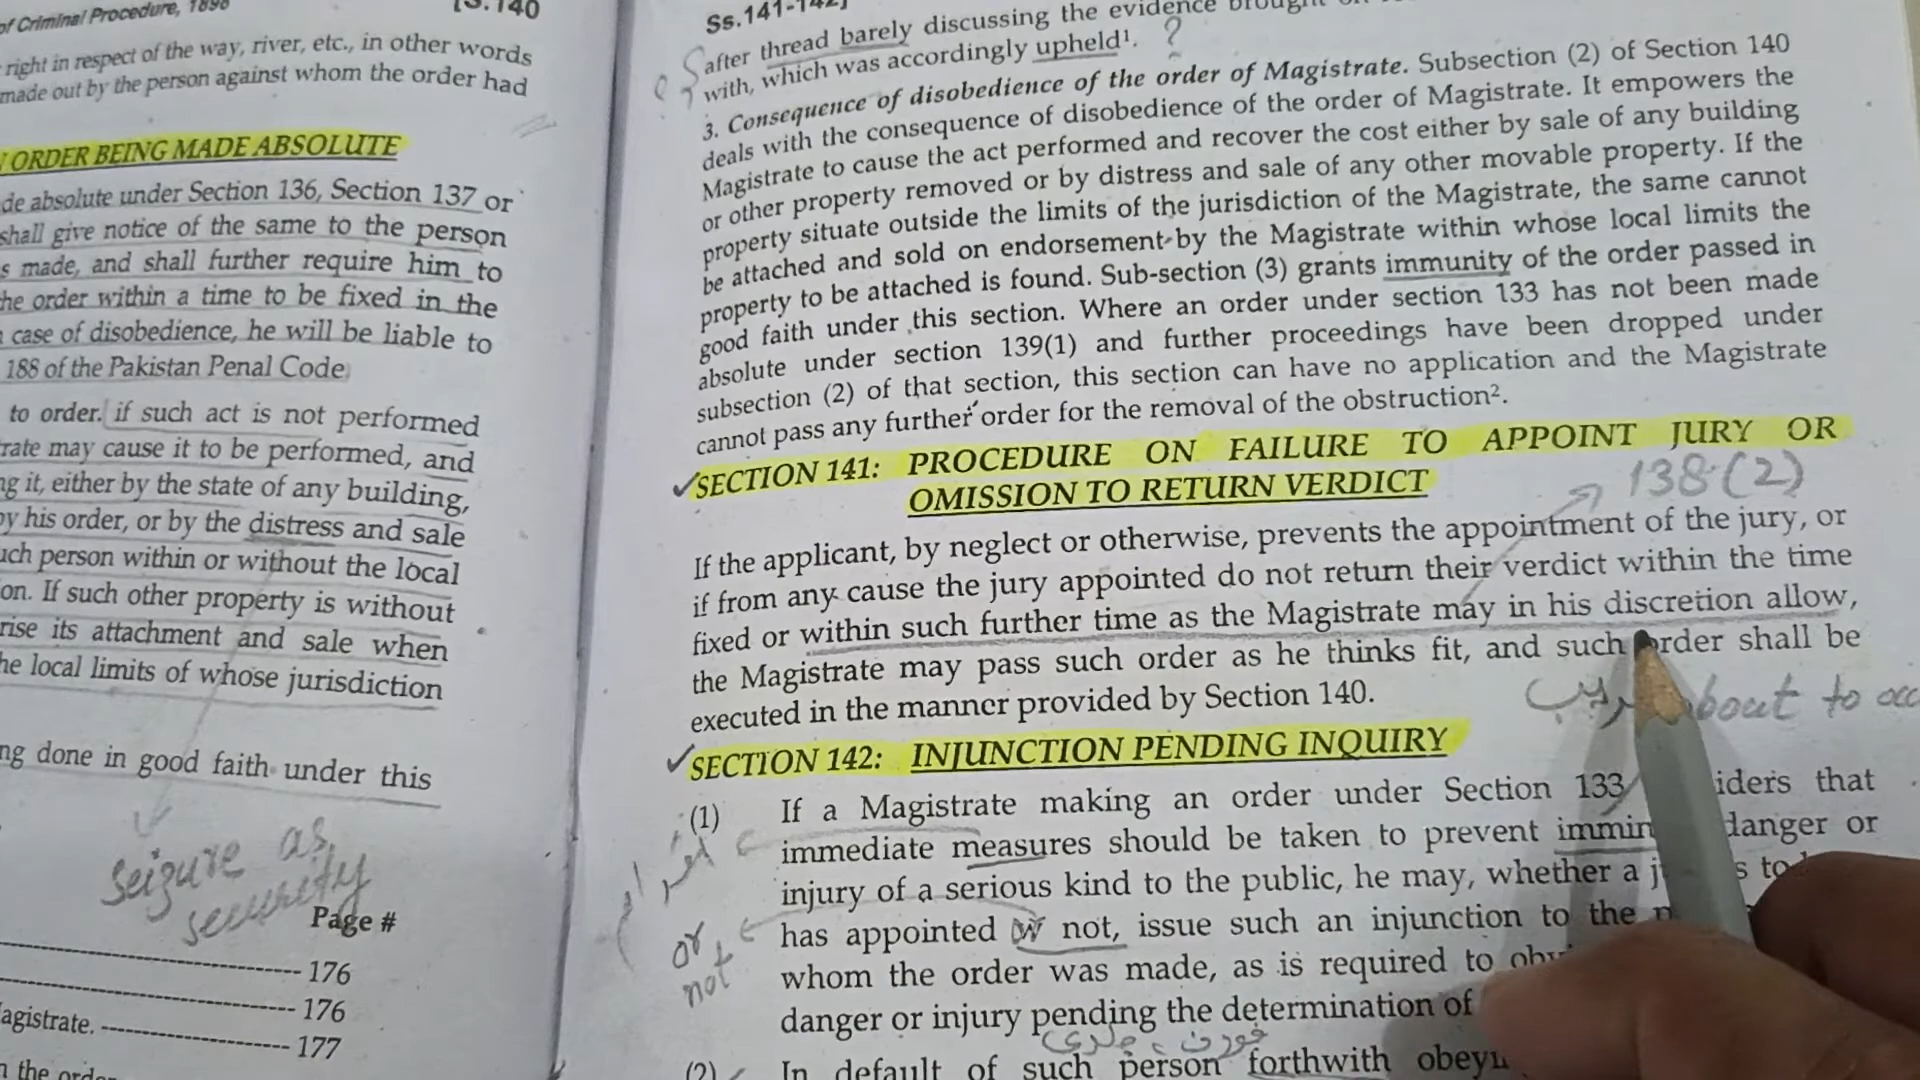 of Criminal Procedure, 1898
[S.140
right in respect of the way, river, etc., in other words
made out by the person against whom the order had
ORDER BEING MADE ABSOLUTE
de absolute under Section 136, Section 137 or
shall give notice of the same to the person
s made, and shall further require him to
he order within a time to be fixed in the
case of disobedience, he will be liable to
188 of the Pakistan Penal Code
to order. if such act is not performed
rate may cause it to be performed, and
ng it, either by the state of any building,
by his order, or by the distress and sale
uch person within or without the local
on. If such other property is without
rise its attachment and sale when
he local limits of whose jurisdiction
ng done in good faith under this
seizure as
security
Page #
176
176
agistrate. 177
n the
Ss.141-142]
after thread barely discussing the evidence
with, which was accordingly upheld¹. ?
3. Consequence of disobedience of the order of Magistrate. Subsection (2) of Section 140
deals with the consequence of disobedience of the order of Magistrate. It empowers the
Magistrate to cause the act performed and recover the cost either by sale of any building
or other property removed or by distress and sale of any other movable property. If the
property situate outside the limits of the jurisdiction of the Magistrate, the same cannot
be attached and sold on endorsement by the Magistrate within whose local limits the
property to be attached is found. Sub-section (3) grants immunity of the order passed in
good faith under this section. Where an order under section 133 has not been made
absolute under section 139(1) and further proceedings have been dropped under
subsection (2) of that section, this section can have no application and the Magistrate
cannot pass any further order for the removal of the obstruction².
SECTION 141: PROCEDURE ON FAILURE TO APPOINT JURY OR
OMISSION TO RETURN VERDICT
138(2)
If the applicant, by neglect or otherwise, prevents the appointment of the jury, or
if from any cause the jury appointed do not return their verdict within the time
fixed or within such further time as the Magistrate may in his discretion allow,
the Magistrate may pass such order as he thinks fit, and such order shall be
executed in the manner provided by Section 140.
about to
SECTION 142: INJUNCTION PENDING INQUIRY
(1) If a Magistrate making an order under Section 133 iders that
immediate measures should be taken to prevent immin danger or
injury of a serious kind to the public, he may, whether a j s to
has appointed or not, issue such an injunction to the
or
not
whom the order was made, as is required to
danger or injury pending the determination of
(2) In default of such person forthwith